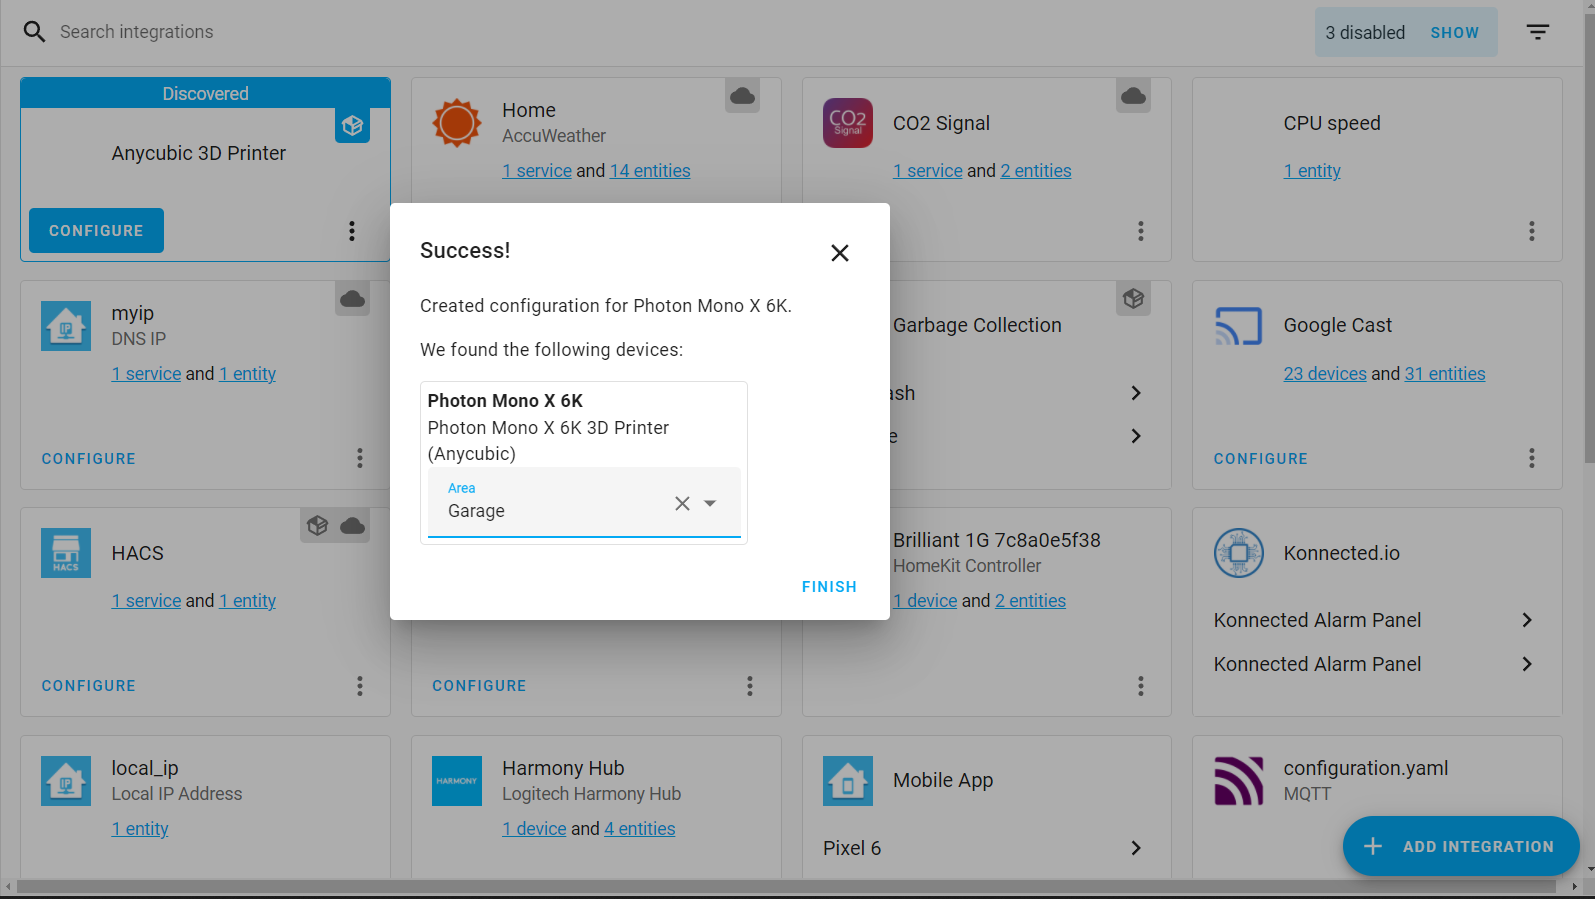 Search integrations
3 disabled SHOW
Discovered
Anycubic 3D Printer
CONFIGURE
Home
AccuWeather
1 service and 14 entities
CO2
Signal
CO2 Signal
1 service and 2 entities
CPU speed
1 entity
Success!
Created configuration for Photon Mono X 6K.
We found the following devices:
Photon Mono X 6K
Photon Mono X 6K 3D Printer
(Anycubic)
Area
Garage
FINISH
IP
myip
DNS IP
1 service and 1 entity
CONFIGURE
Garbage Collection
ash
e
Google Cast
23 devices and 31 entities
CONFIGURE
HACS
HACS
1 service and 1 entity
CONFIGURE
CONFIGURE
Brilliant 1G 7c8a0e5f38
HomeKit Controller
1 device and 2 entities
Konnected.io
Konnected Alarm Panel
Konnected Alarm Panel
IP
local_ip
Local IP Address
1 entity
HARMONY
Harmony Hub
Logitech Harmony Hub
1 device and 4 entities
Mobile App
Pixel 6
configuration.yaml
MQTT
ADD INTEGRATION